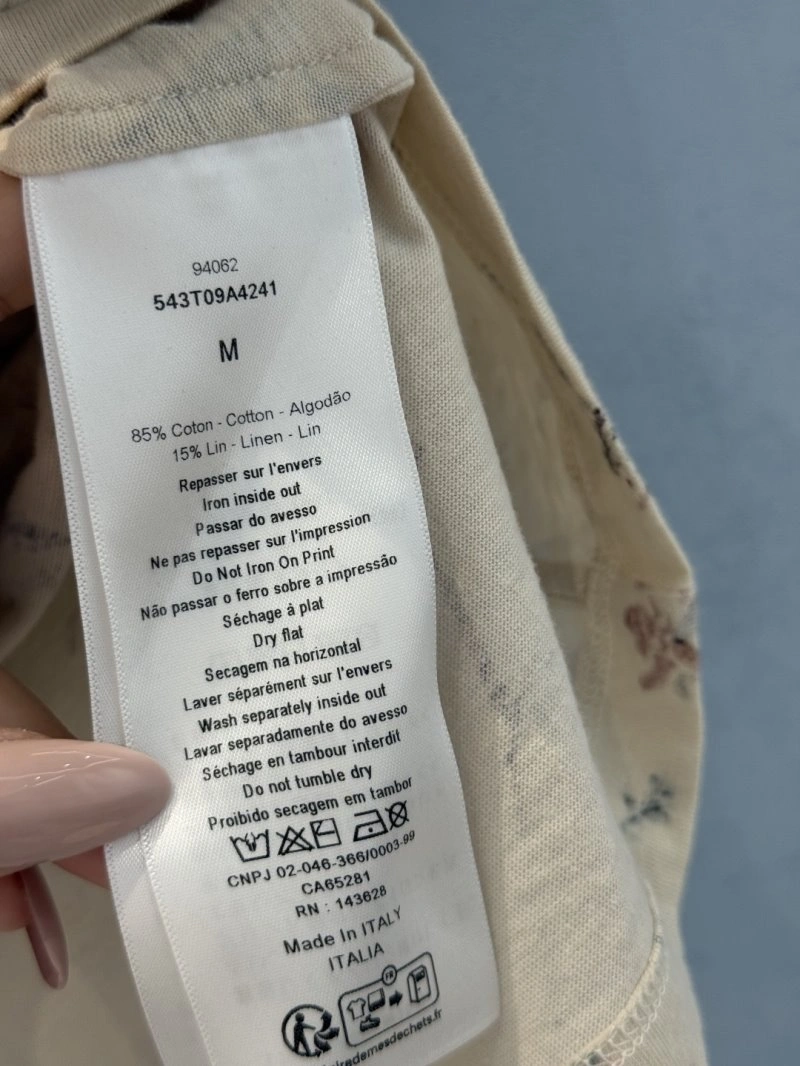 94062
543T09A4241
M
85% Coton - Cotton - Algodão
15% Lin - Linen - Lin
Repasser sur l'envers
Iron inside out
Passar do avesso
Ne pas repasser sur l'impression
Do Not Iron On Print
Não passar o ferro sobre a impressão
Séchage à plat
Dry flat
Secagem na horizontal
Laver séparément sur l'envers
Wash separately inside out
Lavar separadamente do avesso
Séchage en tambour interdit
Do not tumble dry
Proibido secagem em tambor
CNPJ 02-046-366/0003-99
CA65281
RN : 143628
Made In ITALY
ITALIA
FR